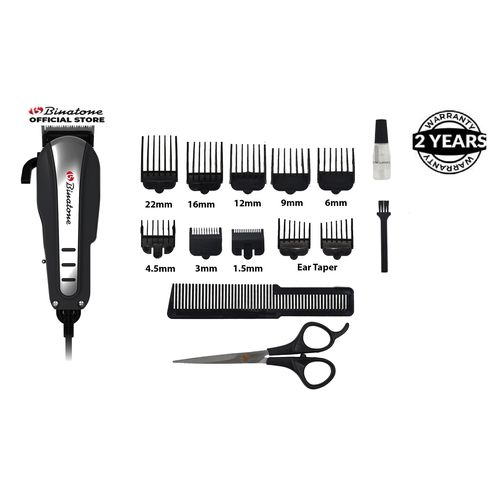 Binatone
OFFICIAL STORE
Binatone
22mm
16mm
12mm
9mm
6mm
4.5mm
3mm
1.5mm
Ear Taper
WARRANTY
2 YEARS
WARRANTY